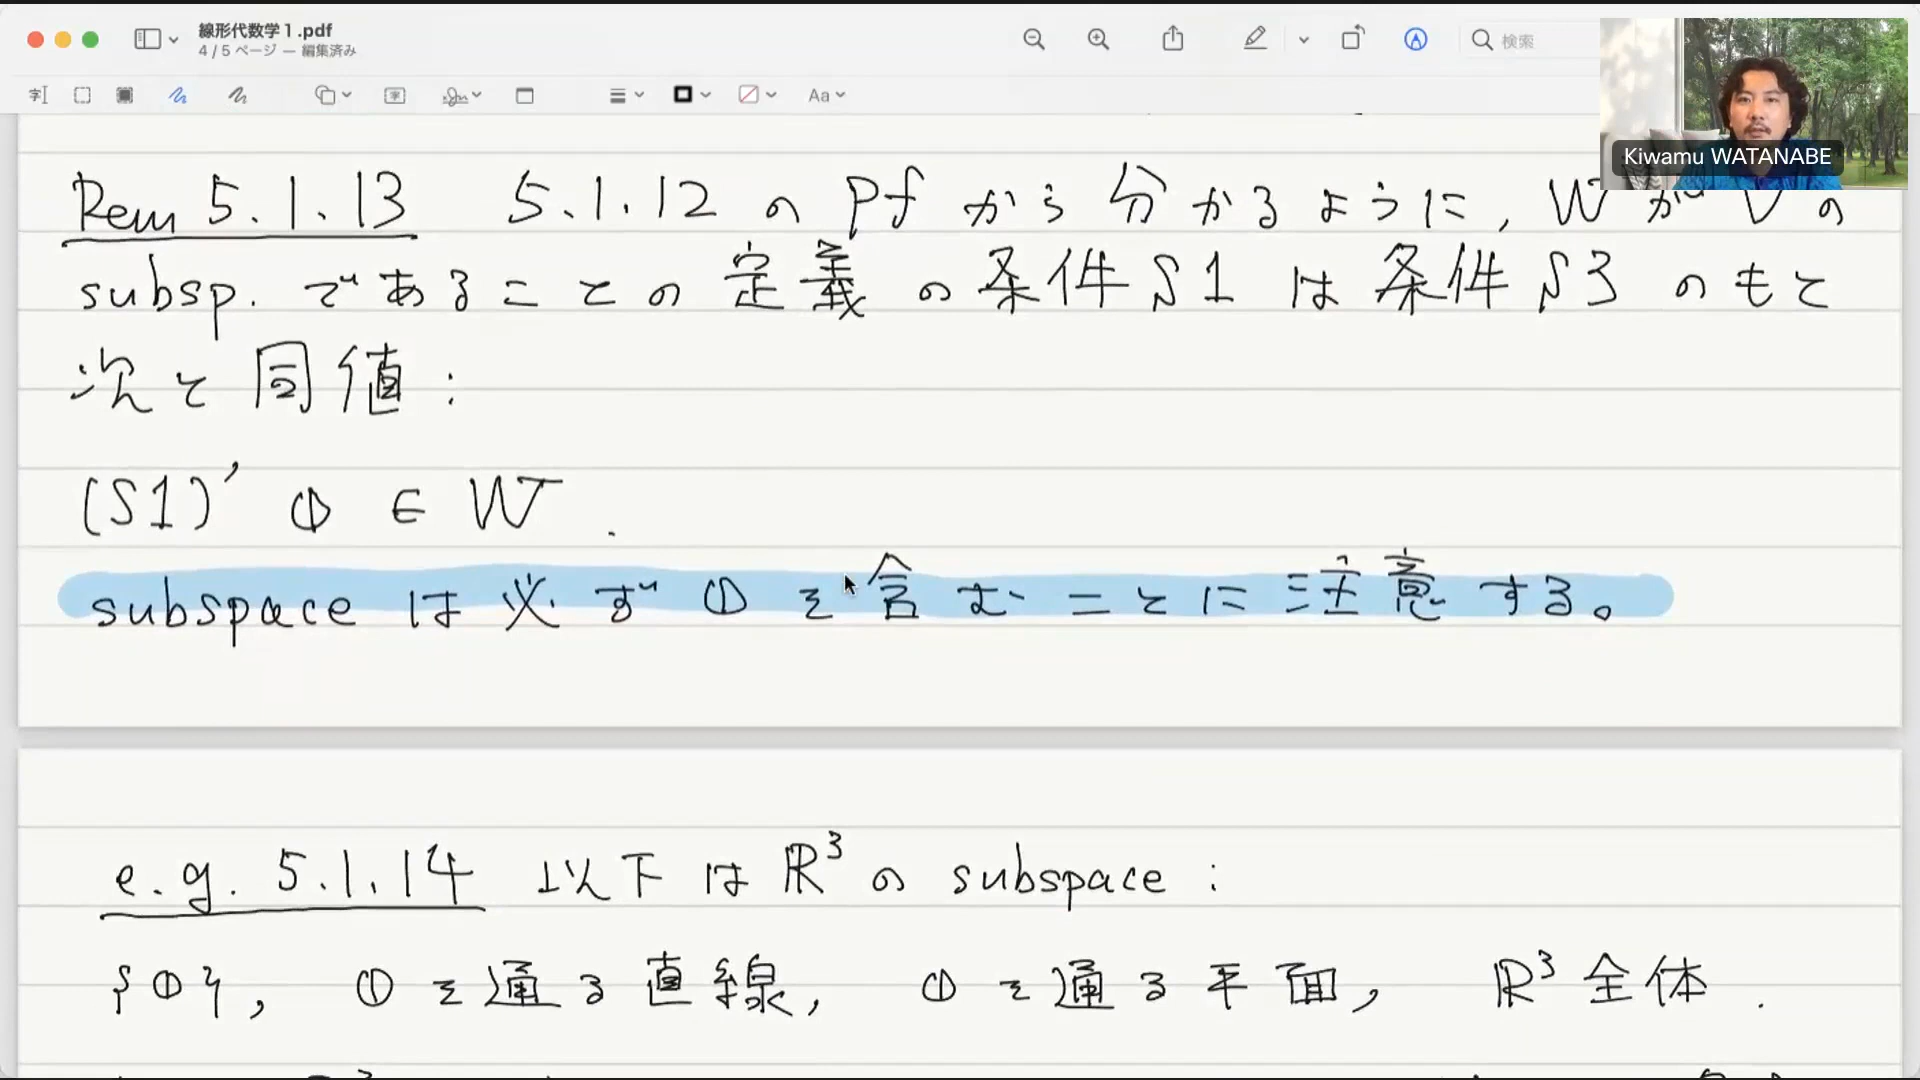 線形代数学1.pdf
4 / 5 ページ — 編集済み
検索
Aa
Kiwamu WATANABE
Rem 5.1.13 5.1.12 の Pf から分かるように, W が V の
subsp. であることの定義の条件 S1 は条件 S3 のもと
次と同値 :
(S1)' 𝟘 ∈ W .
subspace は必ず 𝟘 を含むことに注意する。
e.g. 5.1.14 以下は ℝ³ の subspace :
{𝟘}, 𝟘 を通る直線, 𝟘 を通る平面, ℝ³ 全体 .